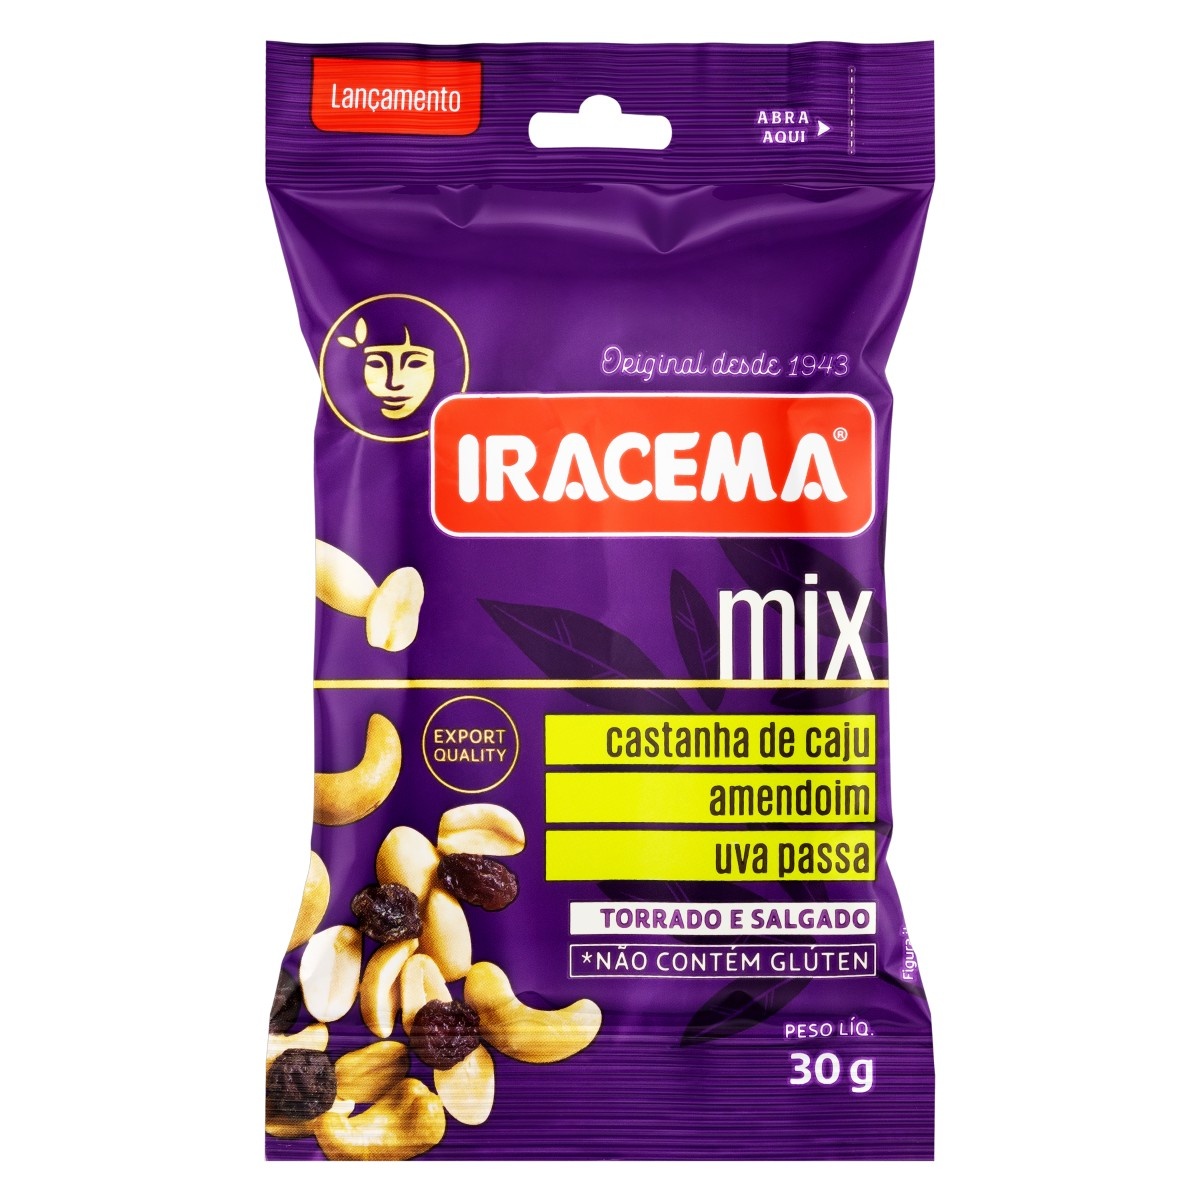 Lançamento
ABRA
AQUI
Original desde 1943
IRACEMA®
mix
EXPORT
QUALITY
castanha de caju
amendoim
uva passa
TORRADO E SALGADO
*NÃO CONTÉM GLÚTEN
PESO LÍQ.
30 g
Figura